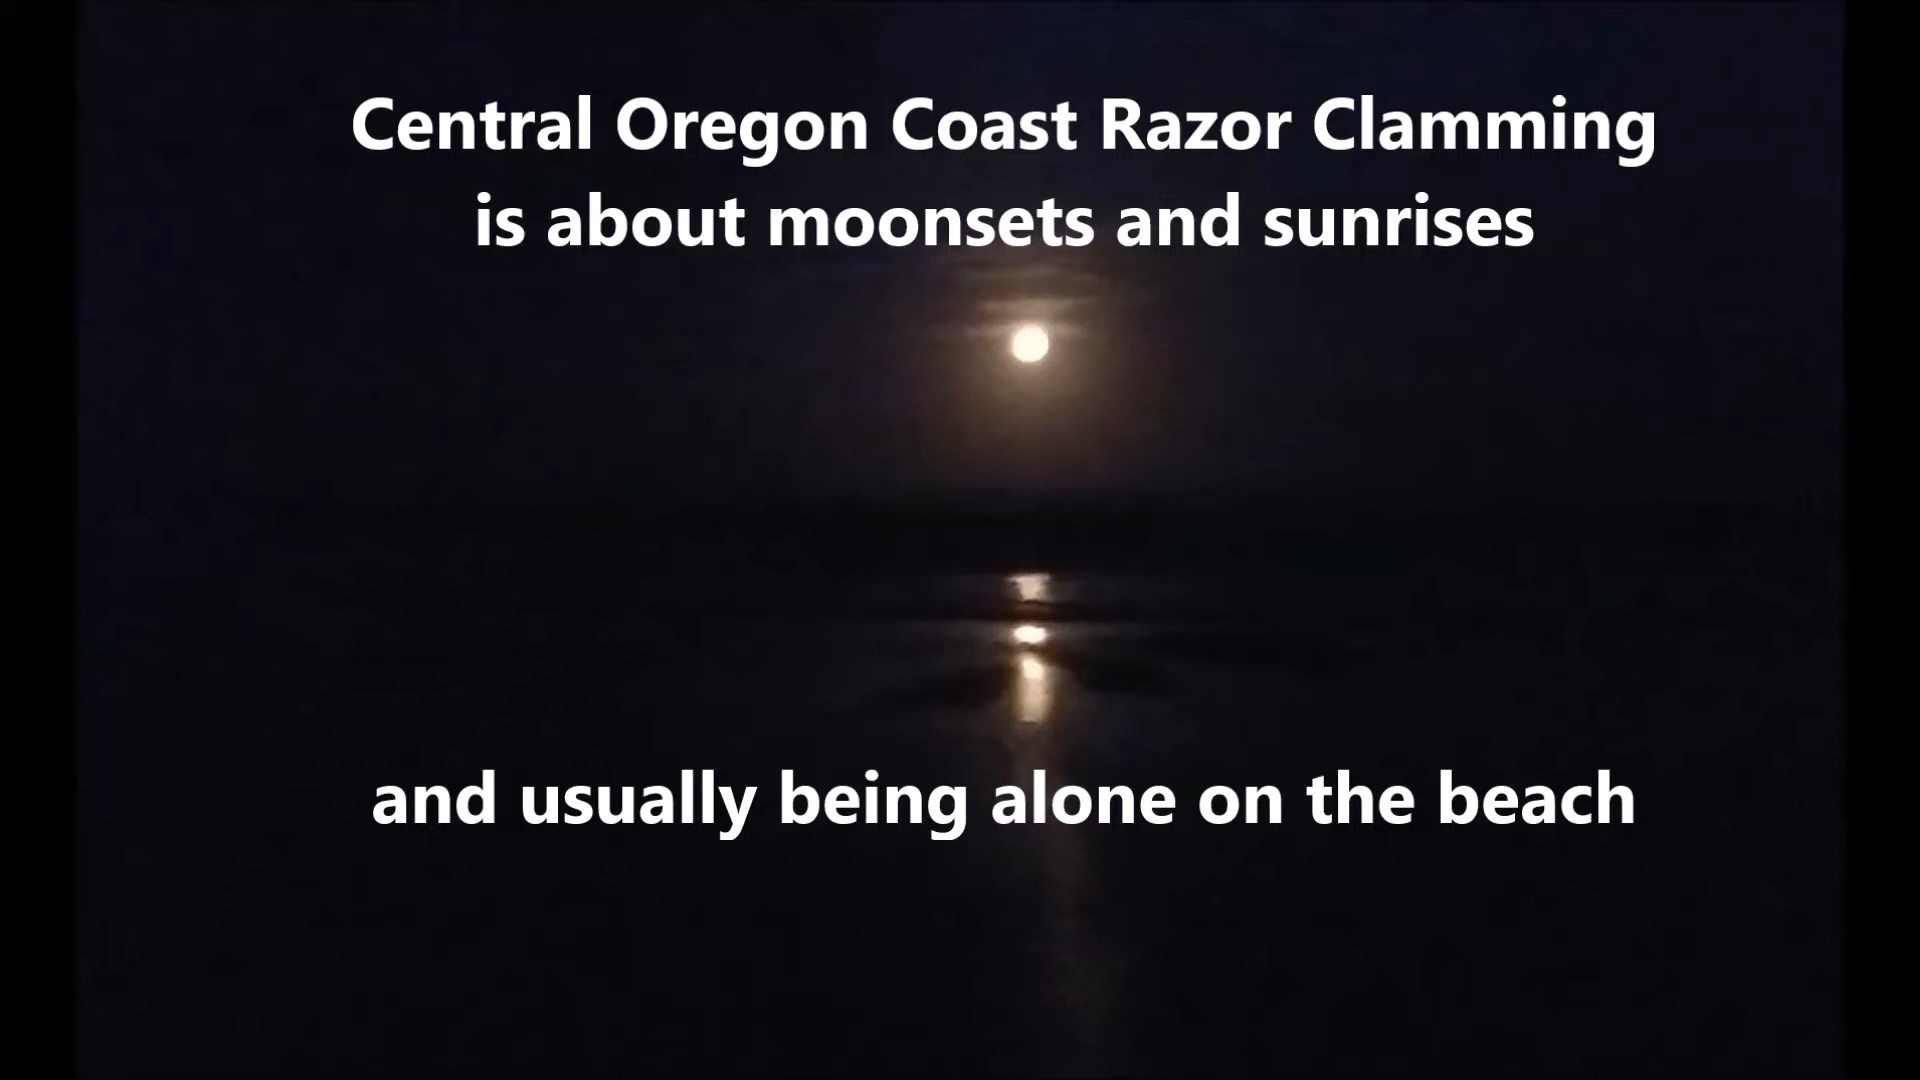 Central Oregon Coast Razor Clamming
is about moonsets and sunrises
and usually being alone on the beach